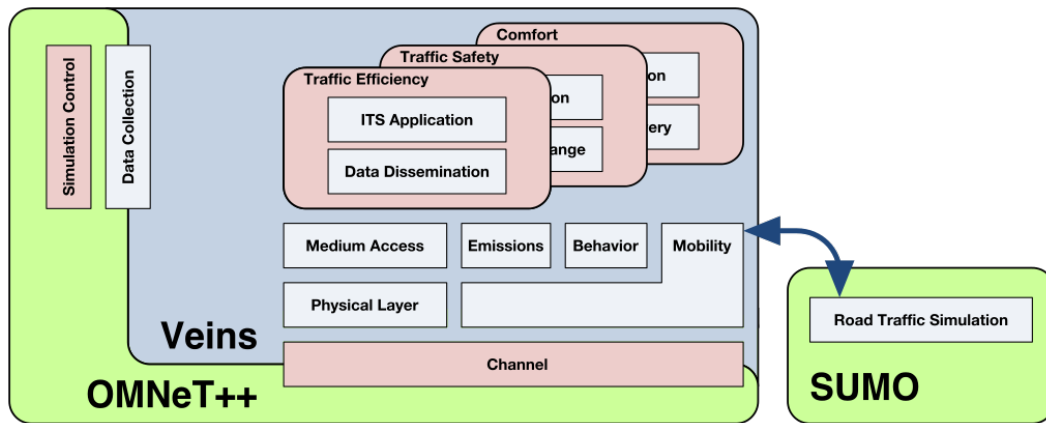 Comfort
Traffic Safety
Traffic Efficiency
Simulation Control
Data Collection
ITS Application
Data Dissemination
on
ange
on
ery
Medium Access
Emissions
Behavior
Mobility
Physical Layer
Road Traffic Simulation
Veins
Channel
OMNeT++
SUMO